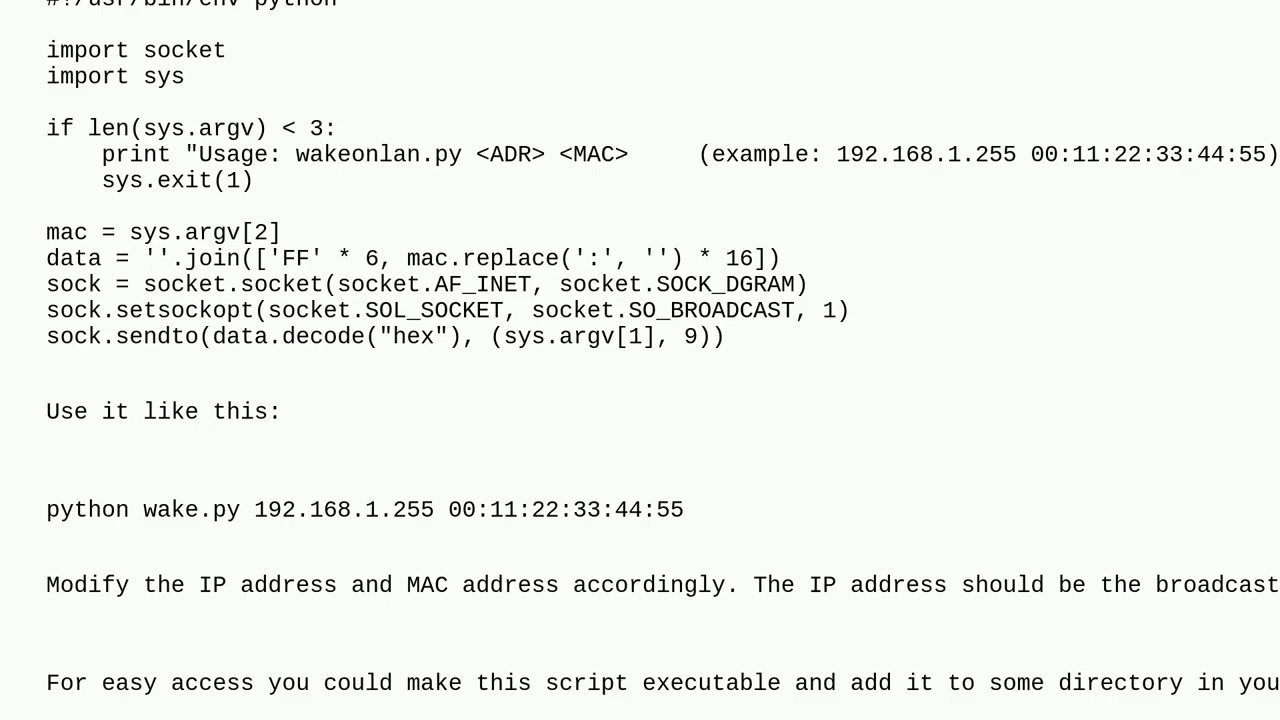 #!/usr/bin/env python
import socket
import sys
if len(sys.argv) < 3:
    print "Usage: wakeonlan.py <ADR> <MAC>     (example: 192.168.1.255 00:11:22:33:44:55)
    sys.exit(1)
mac = sys.argv[2]
data = ''.join(['FF' * 6, mac.replace(':', '') * 16])
sock = socket.socket(socket.AF_INET, socket.SOCK_DGRAM)
sock.setsockopt(socket.SOL_SOCKET, socket.SO_BROADCAST, 1)
sock.sendto(data.decode("hex"), (sys.argv[1], 9))
Use it like this:
python wake.py 192.168.1.255 00:11:22:33:44:55
Modify the IP address and MAC address accordingly. The IP address should be the broadcast
For easy access you could make this script executable and add it to some directory in you